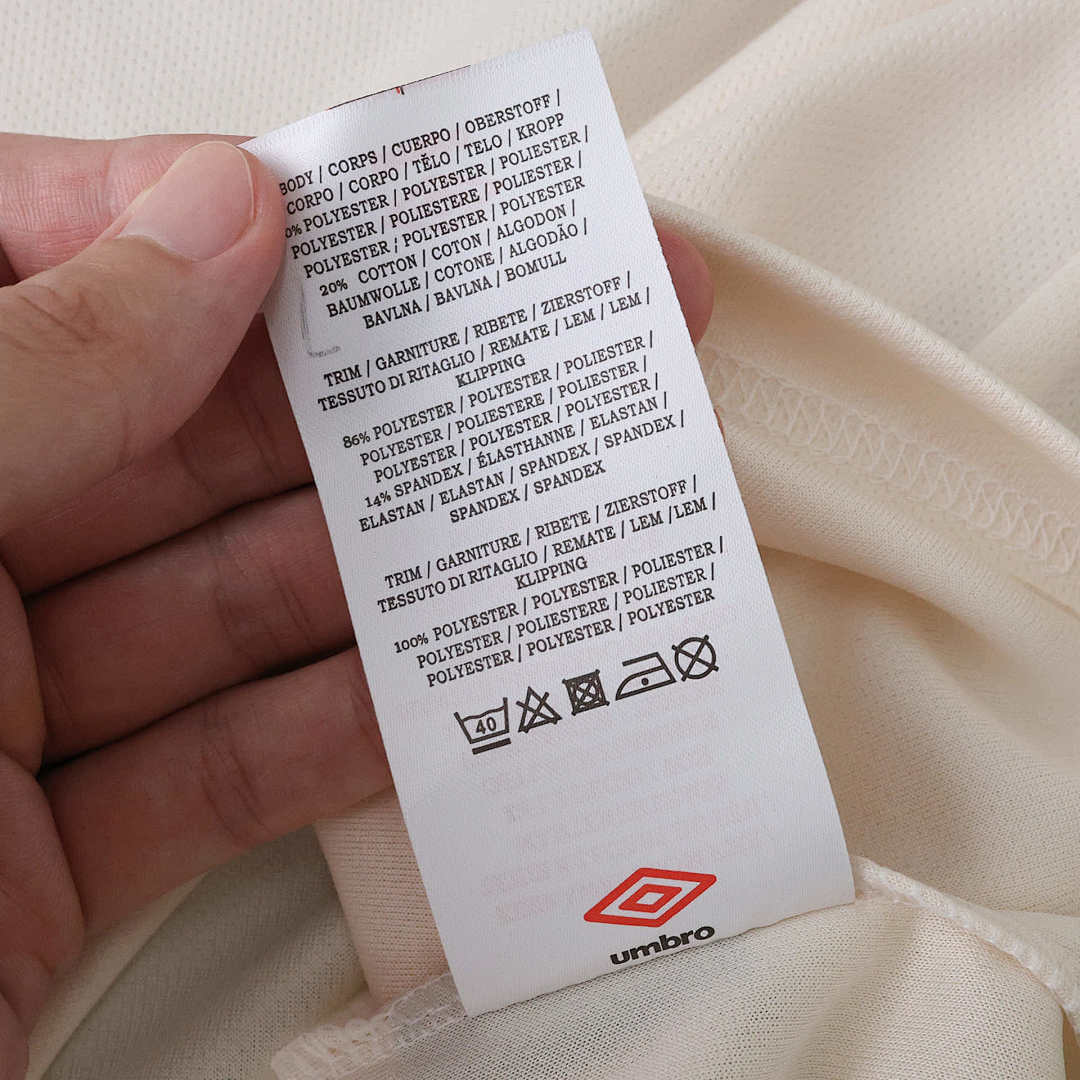 BODY / CORPS / CUERPO / OBERSTOFF /
CORPO / CORPO / TĚLO / TELO / KROPP
0% POLYESTER / POLYESTER / POLIESTER /
POLYESTER / POLIESTERE / POLIESTER /
POLYESTER ¦ POLYESTER / POLYESTER
20% COTTON / COTON / ALGODON /
BAUMWOLLE / COTONE / ALGODÃO /
BAVLNA / BAVLNA / BOMULL
TRIM / GARNITURE / RIBETE / ZIERSTOFF /
TESSUTO DI RITAGLIO / REMATE / LEM / LEM /
KLIPPING
86% POLYESTER / POLYESTER / POLIESTER /
POLYESTER / POLIESTERE / POLIESTER /
POLYESTER / POLYESTER / POLYESTER
14% SPANDEX / ÉLASTHANNE / ELASTAN /
ELASTAN / ELASTAN / SPANDEX / SPANDEX /
SPANDEX / SPANDEX
TRIM / GARNITURE / RIBETE / ZIERSTOFF /
TESSUTO DI RITAGLIO / REMATE / LEM /LEM /
KLIPPING
100% POLYESTER / POLYESTER / POLIESTER /
POLYESTER / POLIESTERE / POLIESTER /
POLYESTER / POLYESTER / POLYESTER
40
umbro